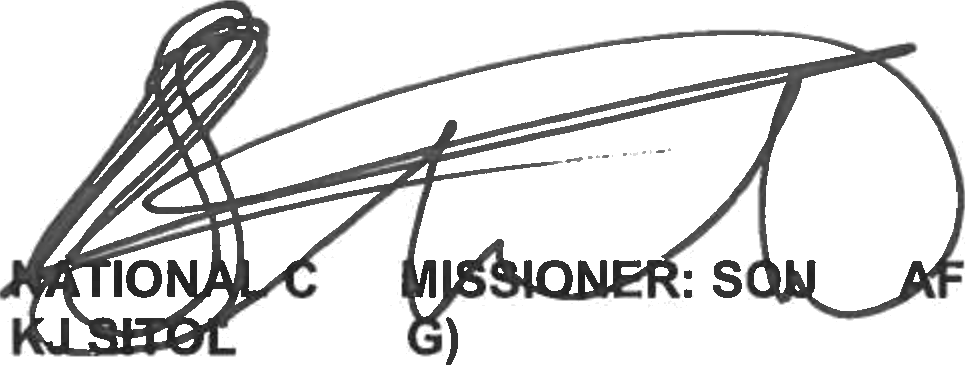 NATIONAL C MISSIONER: SOU AF
KJ SITOL G)